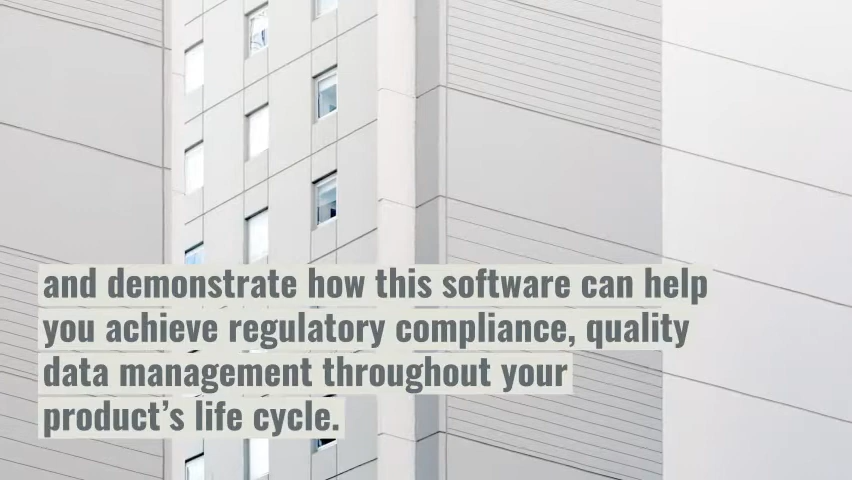 and demonstrate how this software can help
you achieve regulatory compliance, quality
data management throughout your
product’s life cycle.